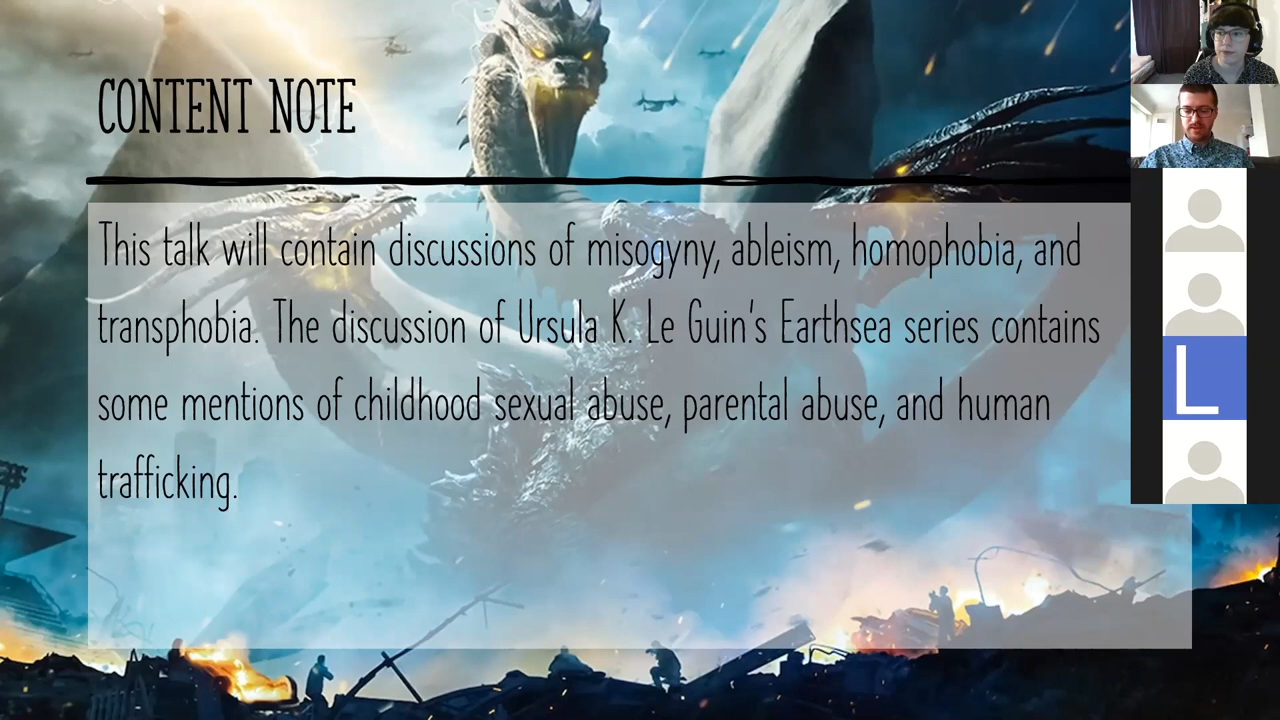 CONTENT NOTE
This talk will contain discussions of misogyny, ableism, homophobia, and
transphobia. The discussion of Ursula K. Le Guin's Earthsea series contains
some mentions of childhood sexual abuse, parental abuse, and human
trafficking.
L